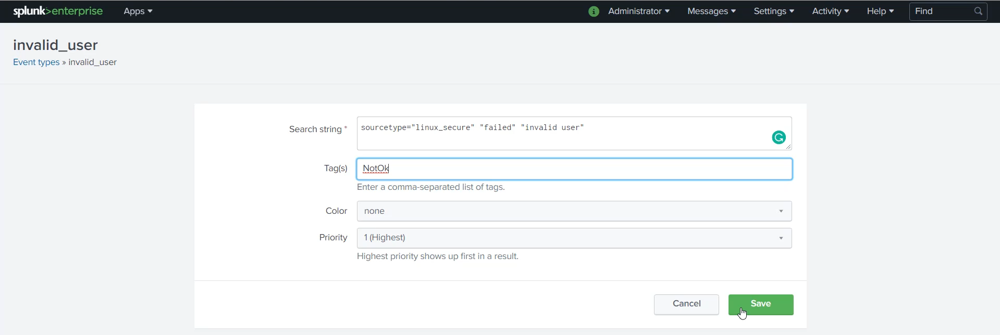 splunk>enterprise Apps Administrator Messages Settings Activity Help Find
invalid_user
Event types » invalid_user
Search string * sourcetype="linux_secure" "failed" "invalid user"
Tag(s) NotOk
Enter a comma-separated list of tags.
Color none
Priority 1 (Highest)
Highest priority shows up first in a result.
Cancel Save